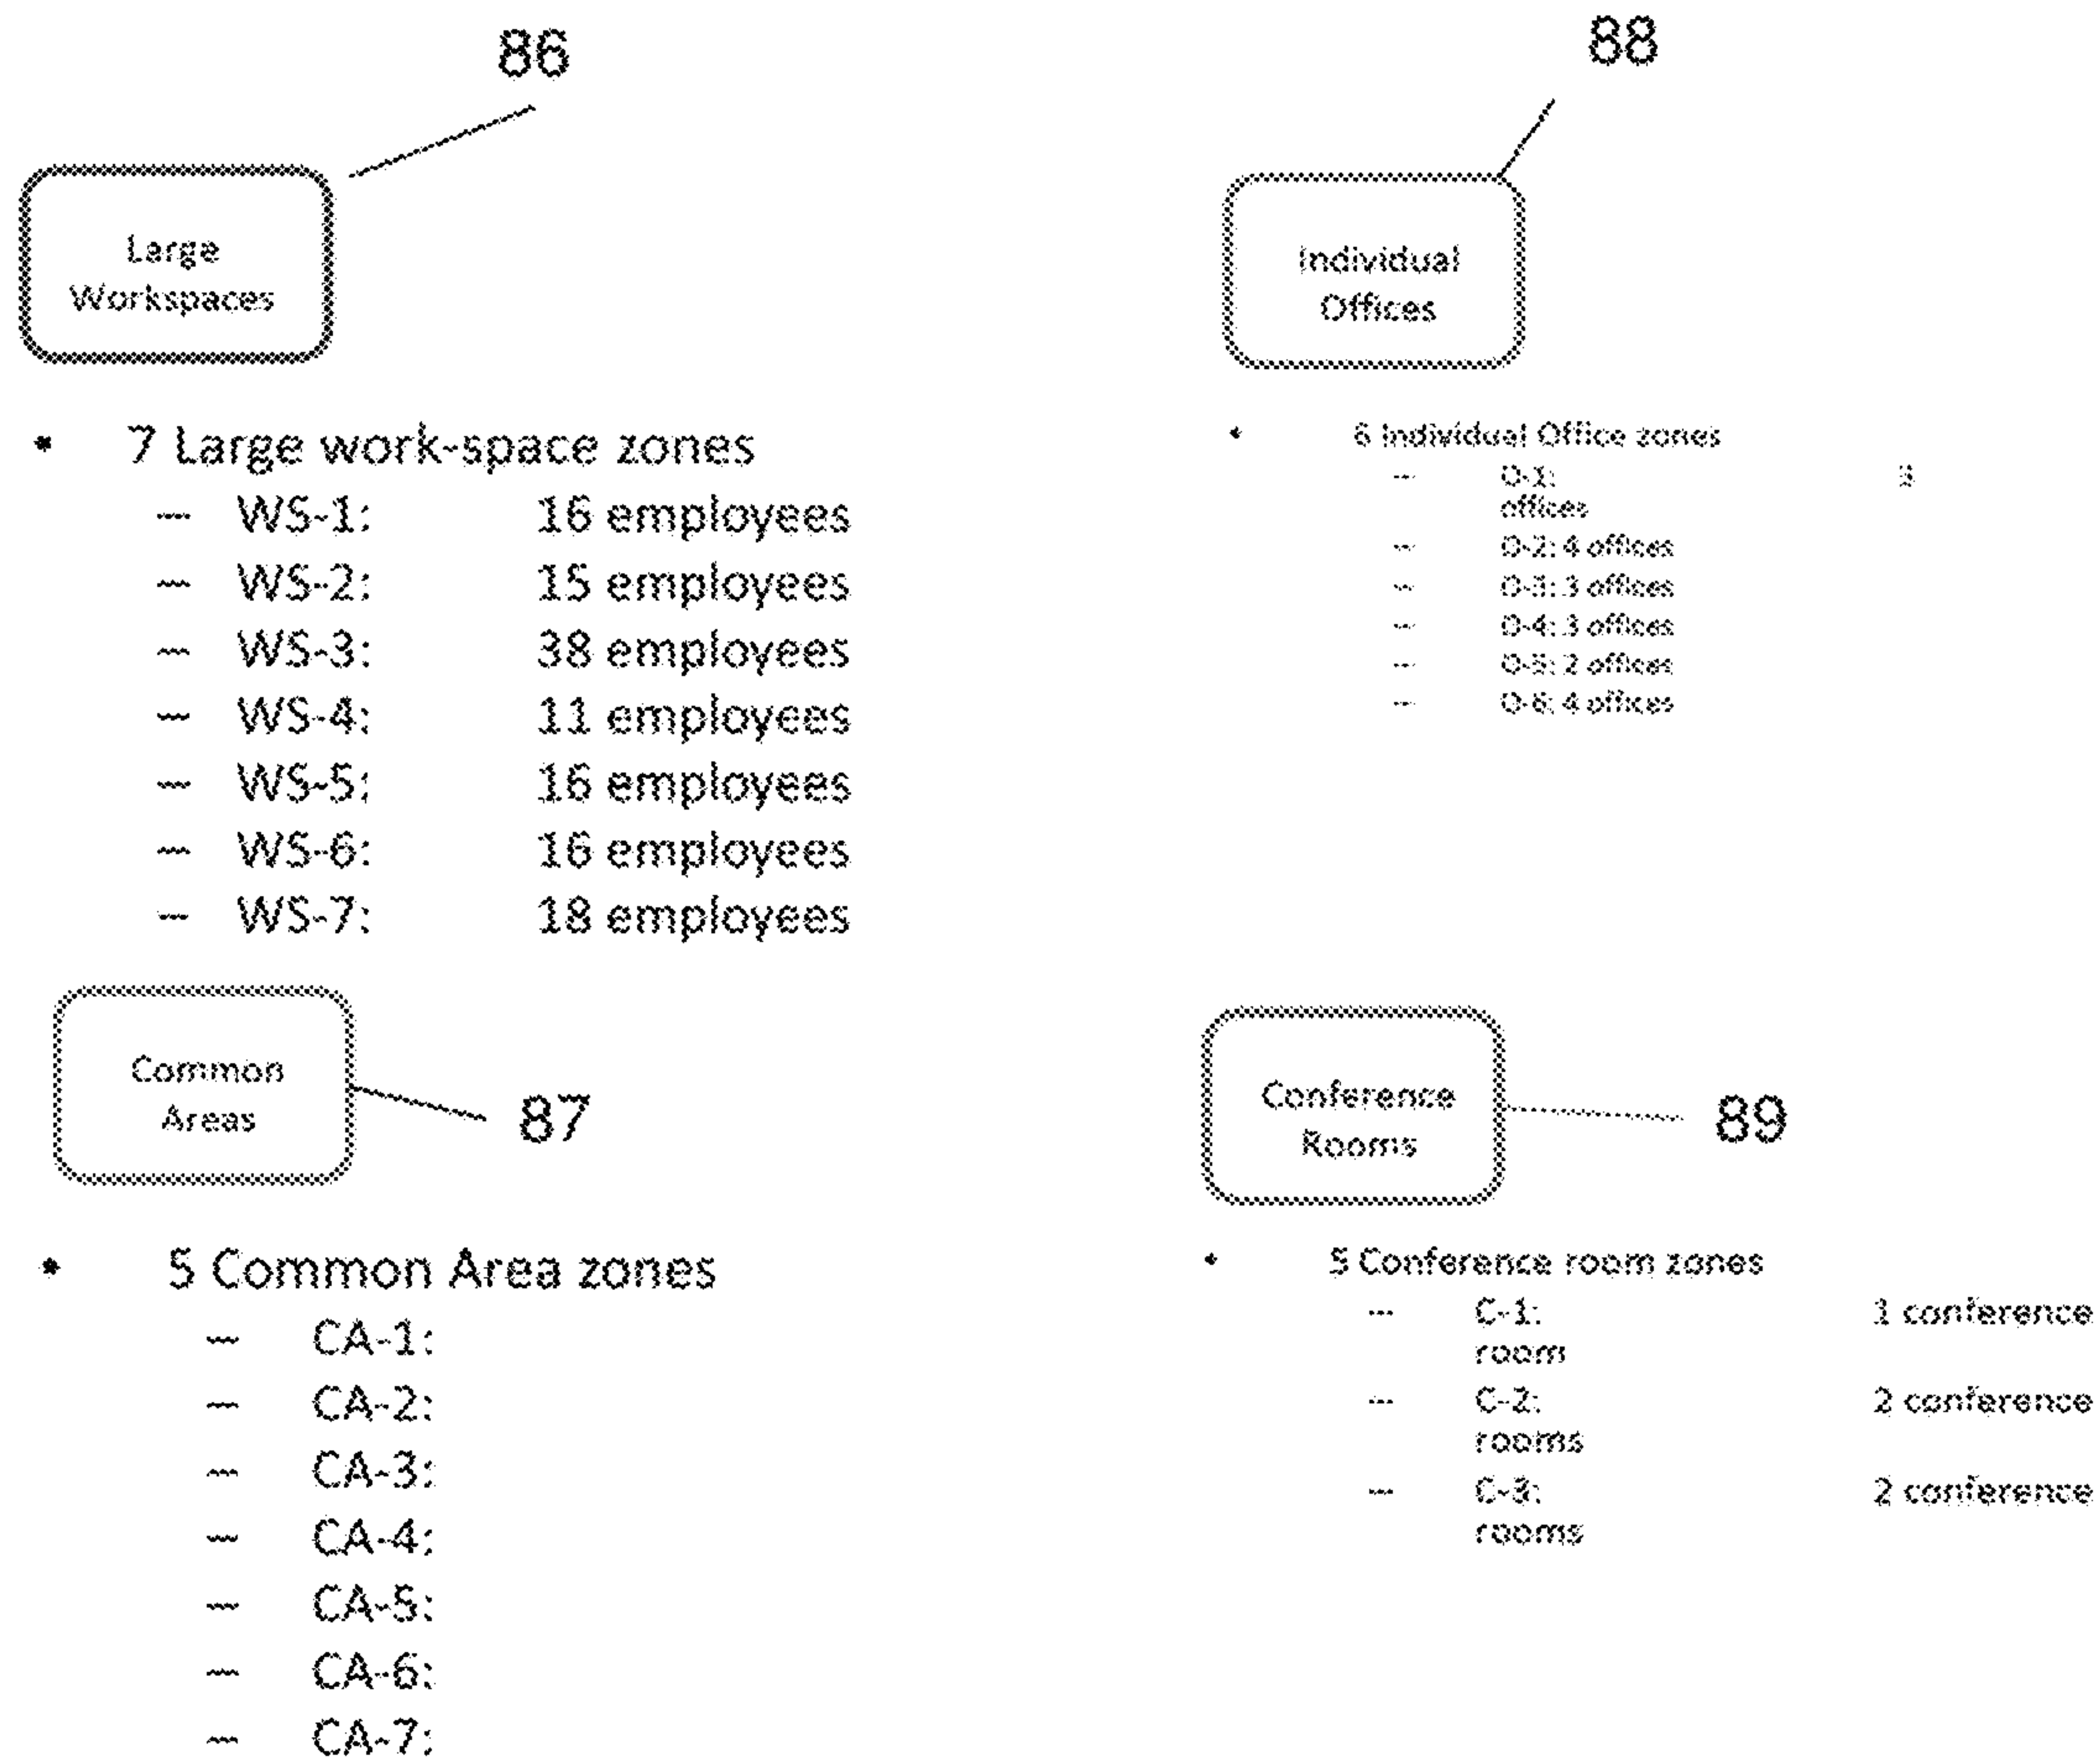 86
Large
Workspaces
• 7 Large work-space zones
– WS-1: 16 employees
– WS-2: 15 employees
– WS-3: 38 employees
– WS-4: 11 employees
– WS-5: 16 employees
– WS-6: 16 employees
– WS-7: 18 employees
Common
Areas
87
• 5 Common Area zones
– CA-1:
– CA-2:
– CA-3:
– CA-4:
– CA-5:
– CA-6:
– CA-7:
88
Individual
Offices
• 6 Individual Office zones
– O-1: 3
offices
– O-2: 4 offices
– O-3: 3 offices
– O-4: 3 offices
– O-5: 2 offices
– O-6: 4 offices
Conference
Rooms
89
• 5 Conference room zones
– C-1: 1 conference
room
– C-2: 2 conference
rooms
– C-3: 2 conference
rooms